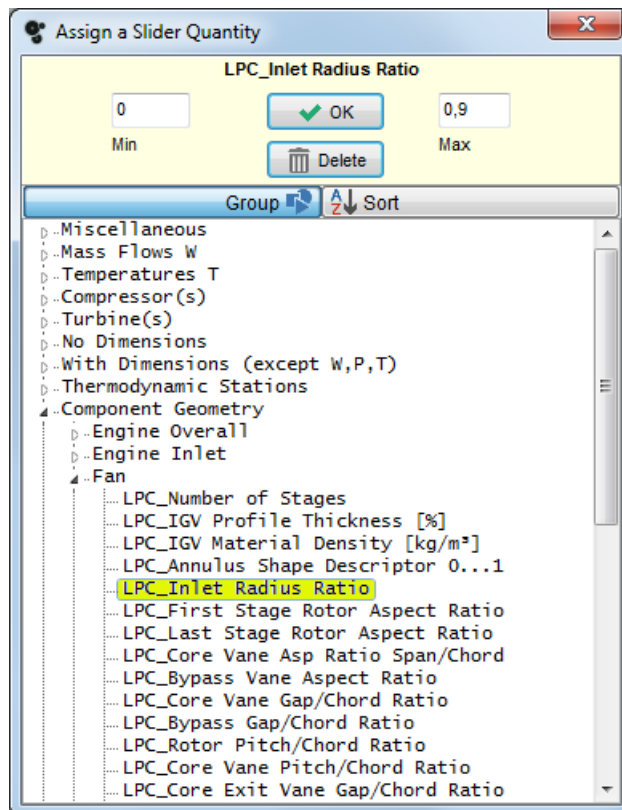 Assign a Slider Quantity
LPC_Inlet Radius Ratio
0
OK
0,9
Min
Max
Delete
Group
Sort
Miscellaneous
Mass Flows W
Temperatures T
Compressor(s)
Turbine(s)
No Dimensions
With Dimensions (except W,P,T)
Thermodynamic Stations
Component Geometry
Engine Overall
Engine Inlet
Fan
LPC_Number of Stages
LPC_IGV Profile Thickness [%]
LPC_IGV Material Density [kg/m³]
LPC_Annulus Shape Descriptor 0...1
LPC_Inlet Radius Ratio
LPC_First Stage Rotor Aspect Ratio
LPC_Last Stage Rotor Aspect Ratio
LPC_Core Vane Asp Ratio Span/Chord
LPC_Bypass Vane Aspect Ratio
LPC_Core Vane Gap/Chord Ratio
LPC_Bypass Gap/Chord Ratio
LPC_Rotor Pitch/Chord Ratio
LPC_Core Vane Pitch/Chord Ratio
LPC_Core Exit Vane Gap/Chord Ratio